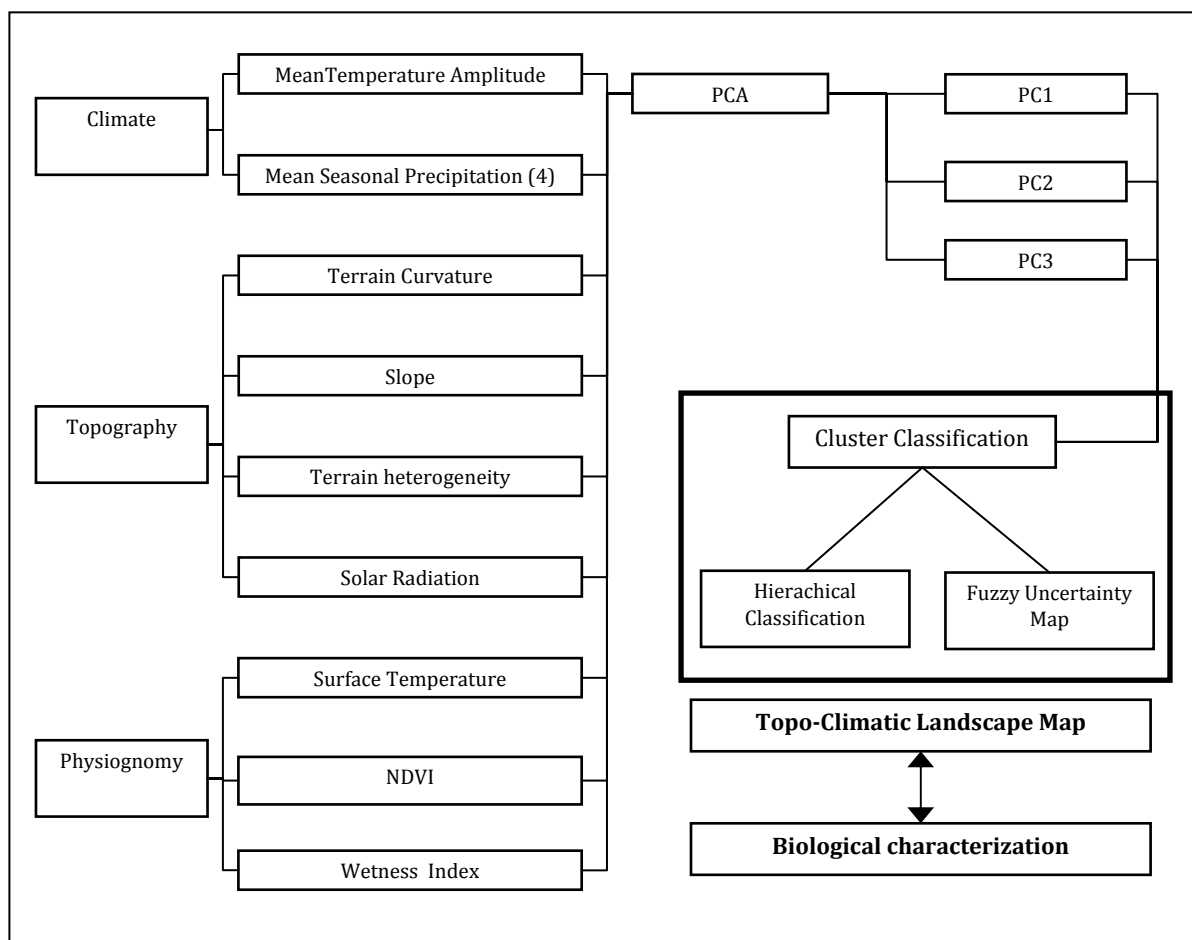 Climate
MeanTemperature Amplitude
Mean Seasonal Precipitation (4)
Topography
Terrain Curvature
Slope
Terrain heterogeneity
Solar Radiation
Physiognomy
Surface Temperature
NDVI
Wetness Index
PCA
PC1
PC2
PC3
Cluster Classification
Hierachical
Classification
Fuzzy Uncertainty
Map
Topo-Climatic Landscape Map
Biological characterization